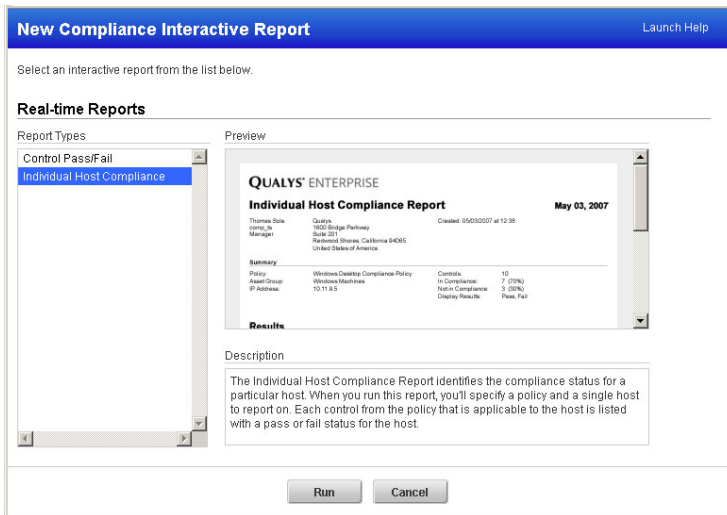 New Compliance Interactive Report
Launch Help
Select an interactive report from the list below.
Real-time Reports
Report Types
Control Pass/Fail
Individual Host Compliance
Preview
QUALYS ENTERPRISE
Individual Host Compliance Report
May 03, 2007
Thomas Sola
comp_ts
Manager
Qualys
1600 Bridge Parkway
Suite 201
Redwood Shores, California 94065
United States of America
Created: 05/03/2007 at 12:38
Summary
Policy: Windows Desktop Compliance Policy
Asset Group: Windows Machines
IP Address: 10.11.9.5
Controls: 10
In Compliance: 7 (70%)
Not in Compliance: 3 (30%)
Display Results: Pass, Fail
Results
Description
The Individual Host Compliance Report identifies the compliance status for a
particular host. When you run this report, you'll specify a policy and a single host
to report on. Each control from the policy that is applicable to the host is listed
with a pass or fail status for the host.
Run
Cancel